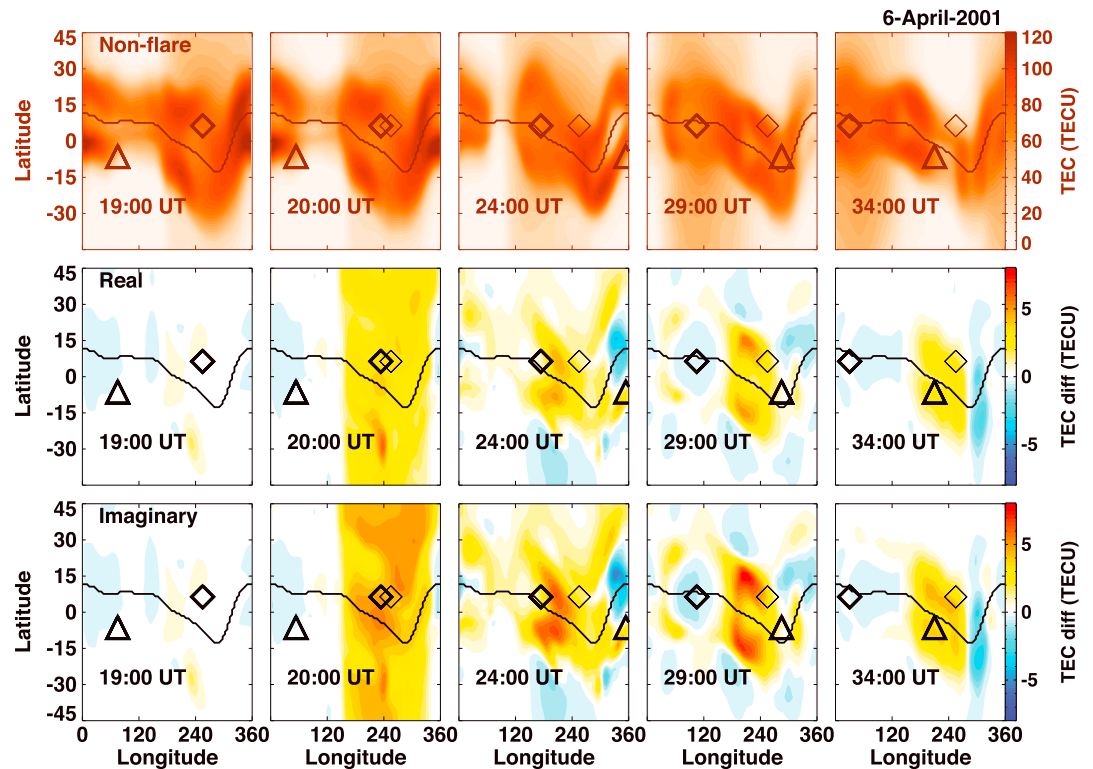 6-April-2001
Non-flare
45
30
15
0
-15
-30
Latitude
19:00 UT
20:00 UT
24:00 UT
29:00 UT
34:00 UT
120
100
80
60
40
20
0
TEC (TECU)
Real
45
30
15
0
-15
-30
Latitude
19:00 UT
20:00 UT
24:00 UT
29:00 UT
34:00 UT
5
0
-5
TEC diff (TECU)
Imaginary
45
30
15
0
-15
-30
-45
Latitude
19:00 UT
20:00 UT
24:00 UT
29:00 UT
34:00 UT
5
0
-5
TEC diff (TECU)
0 120 240 360 120 240 360 120 240 360 120 240 360 120 240 360
Longitude Longitude Longitude Longitude Longitude